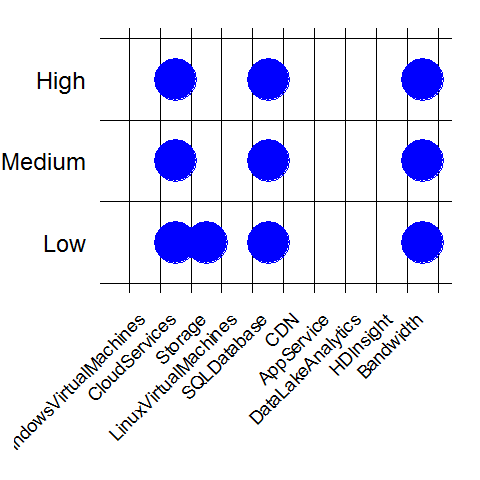 High
Medium
Low
ndowsVirtualMachines
CloudServices
Storage
LinuxVirtualMachines
SQLDatabase
CDN
AppService
DataLakeAnalytics
HDInsight
Bandwidth